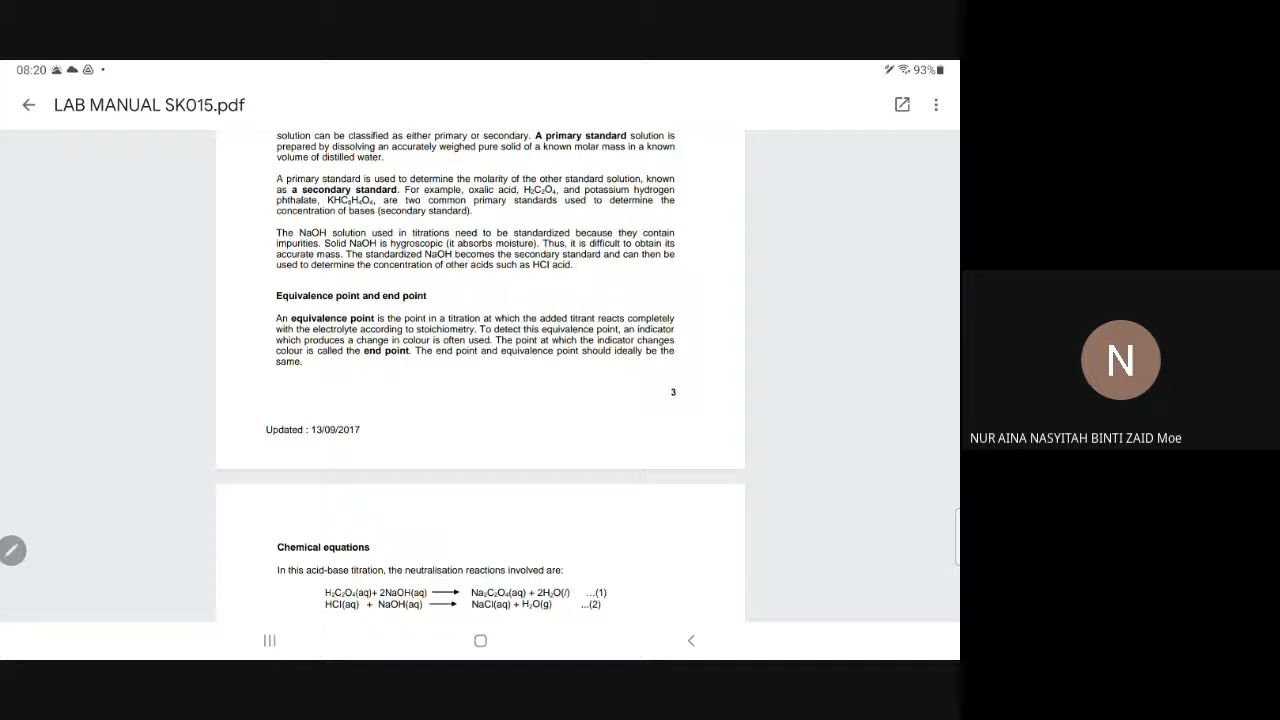 08:20
93%
LAB MANUAL SK015.pdf
solution can be classified as either primary or secondary. A primary standard solution is
prepared by dissolving an accurately weighed pure solid of a known molar mass in a known
volume of distilled water.
A primary standard is used to determine the molarity of the other standard solution, known
as a secondary standard. For example, oxalic acid, H₂C₂O₄, and potassium hydrogen
phthalate, KHC₈H₄O₄, are two common primary standards used to determine the
concentration of bases (secondary standard).
The NaOH solution used in titrations need to be standardized because they contain
impurities. Solid NaOH is hygroscopic (it absorbs moisture). Thus, it is difficult to obtain its
accurate mass. The standardized NaOH becomes the secondary standard and can then be
used to determine the concentration of other acids such as HCl acid.
Equivalence point and end point
An equivalence point is the point in a titration at which the added titrant reacts completely
with the electrolyte according to stoichiometry. To detect this equivalence point, an indicator
which produces a change in colour is often used. The point at which the indicator changes
colour is called the end point. The end point and equivalence point should ideally be the
same.
3
Updated : 13/09/2017
Chemical equations
In this acid-base titration, the neutralisation reactions involved are:
H₂C₂O₄(aq)+ 2NaOH(aq) ⟶ Na₂C₂O₄(aq) + 2H₂O(l) ...(1)
HCl(aq) + NaOH(aq) ⟶ NaCl(aq) + H₂O(g) ...(2)
N
NUR AINA NASYITAH BINTI ZAID Moe